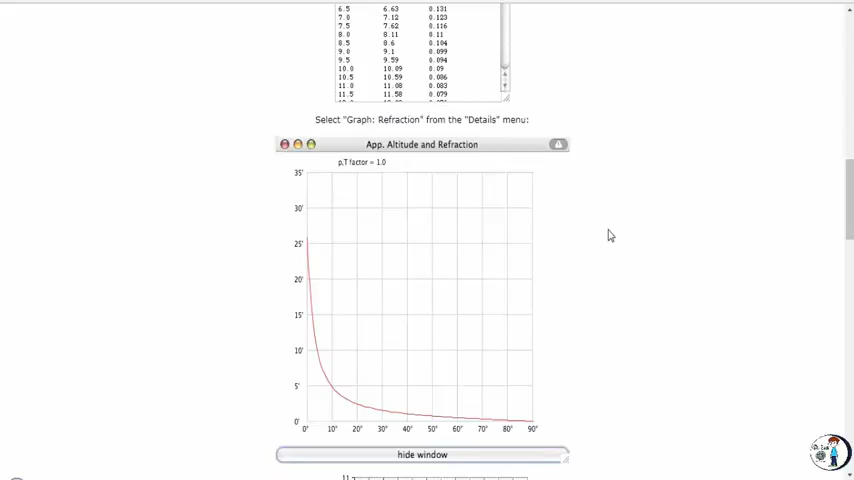 6.5 6.63 0.131
7.0 7.12 0.123
7.5 7.62 0.116
8.0 8.11 0.11
8.5 8.6 0.104
9.0 9.1 0.099
9.5 9.59 0.094
10.0 10.09 0.09
10.5 10.59 0.086
11.0 11.08 0.083
11.5 11.58 0.079
Select "Graph: Refraction" from the "Details" menu:
App. Altitude and Refraction
p,T factor = 1.0
35'
30'
25'
20'
15'
10'
5'
0'
0° 10° 20° 30° 40° 50° 60° 70° 80° 90°
hide window
11